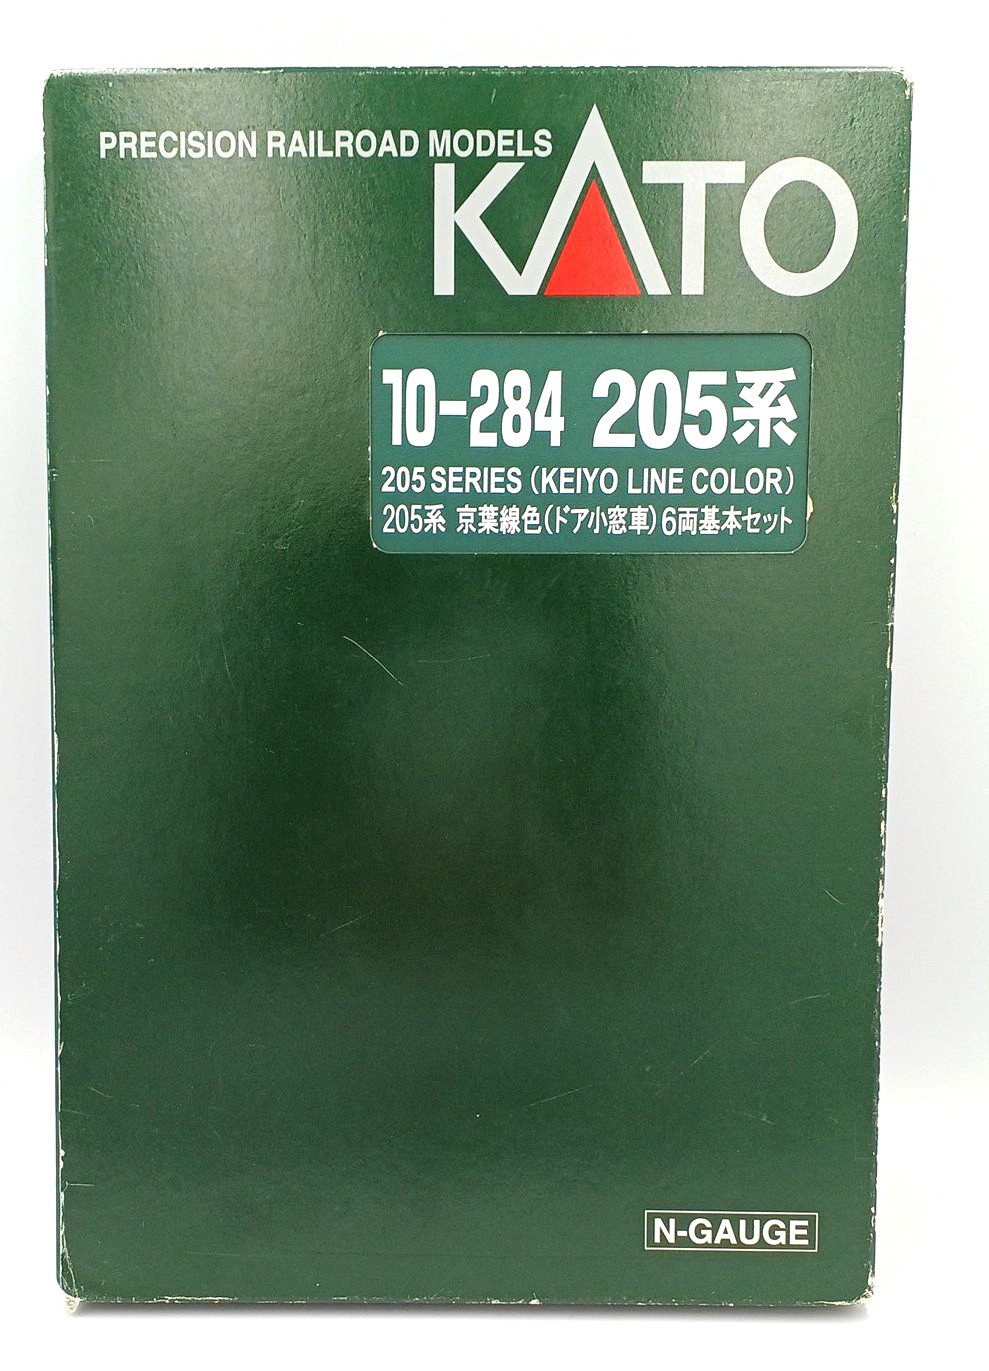 PRECISION RAILROAD MODELS
KATO
10-284 205系
205 SERIES (KEIYO LINE COLOR)
205系 京葉線色(ドア小窓車)6両基本セット
N-GAUGE